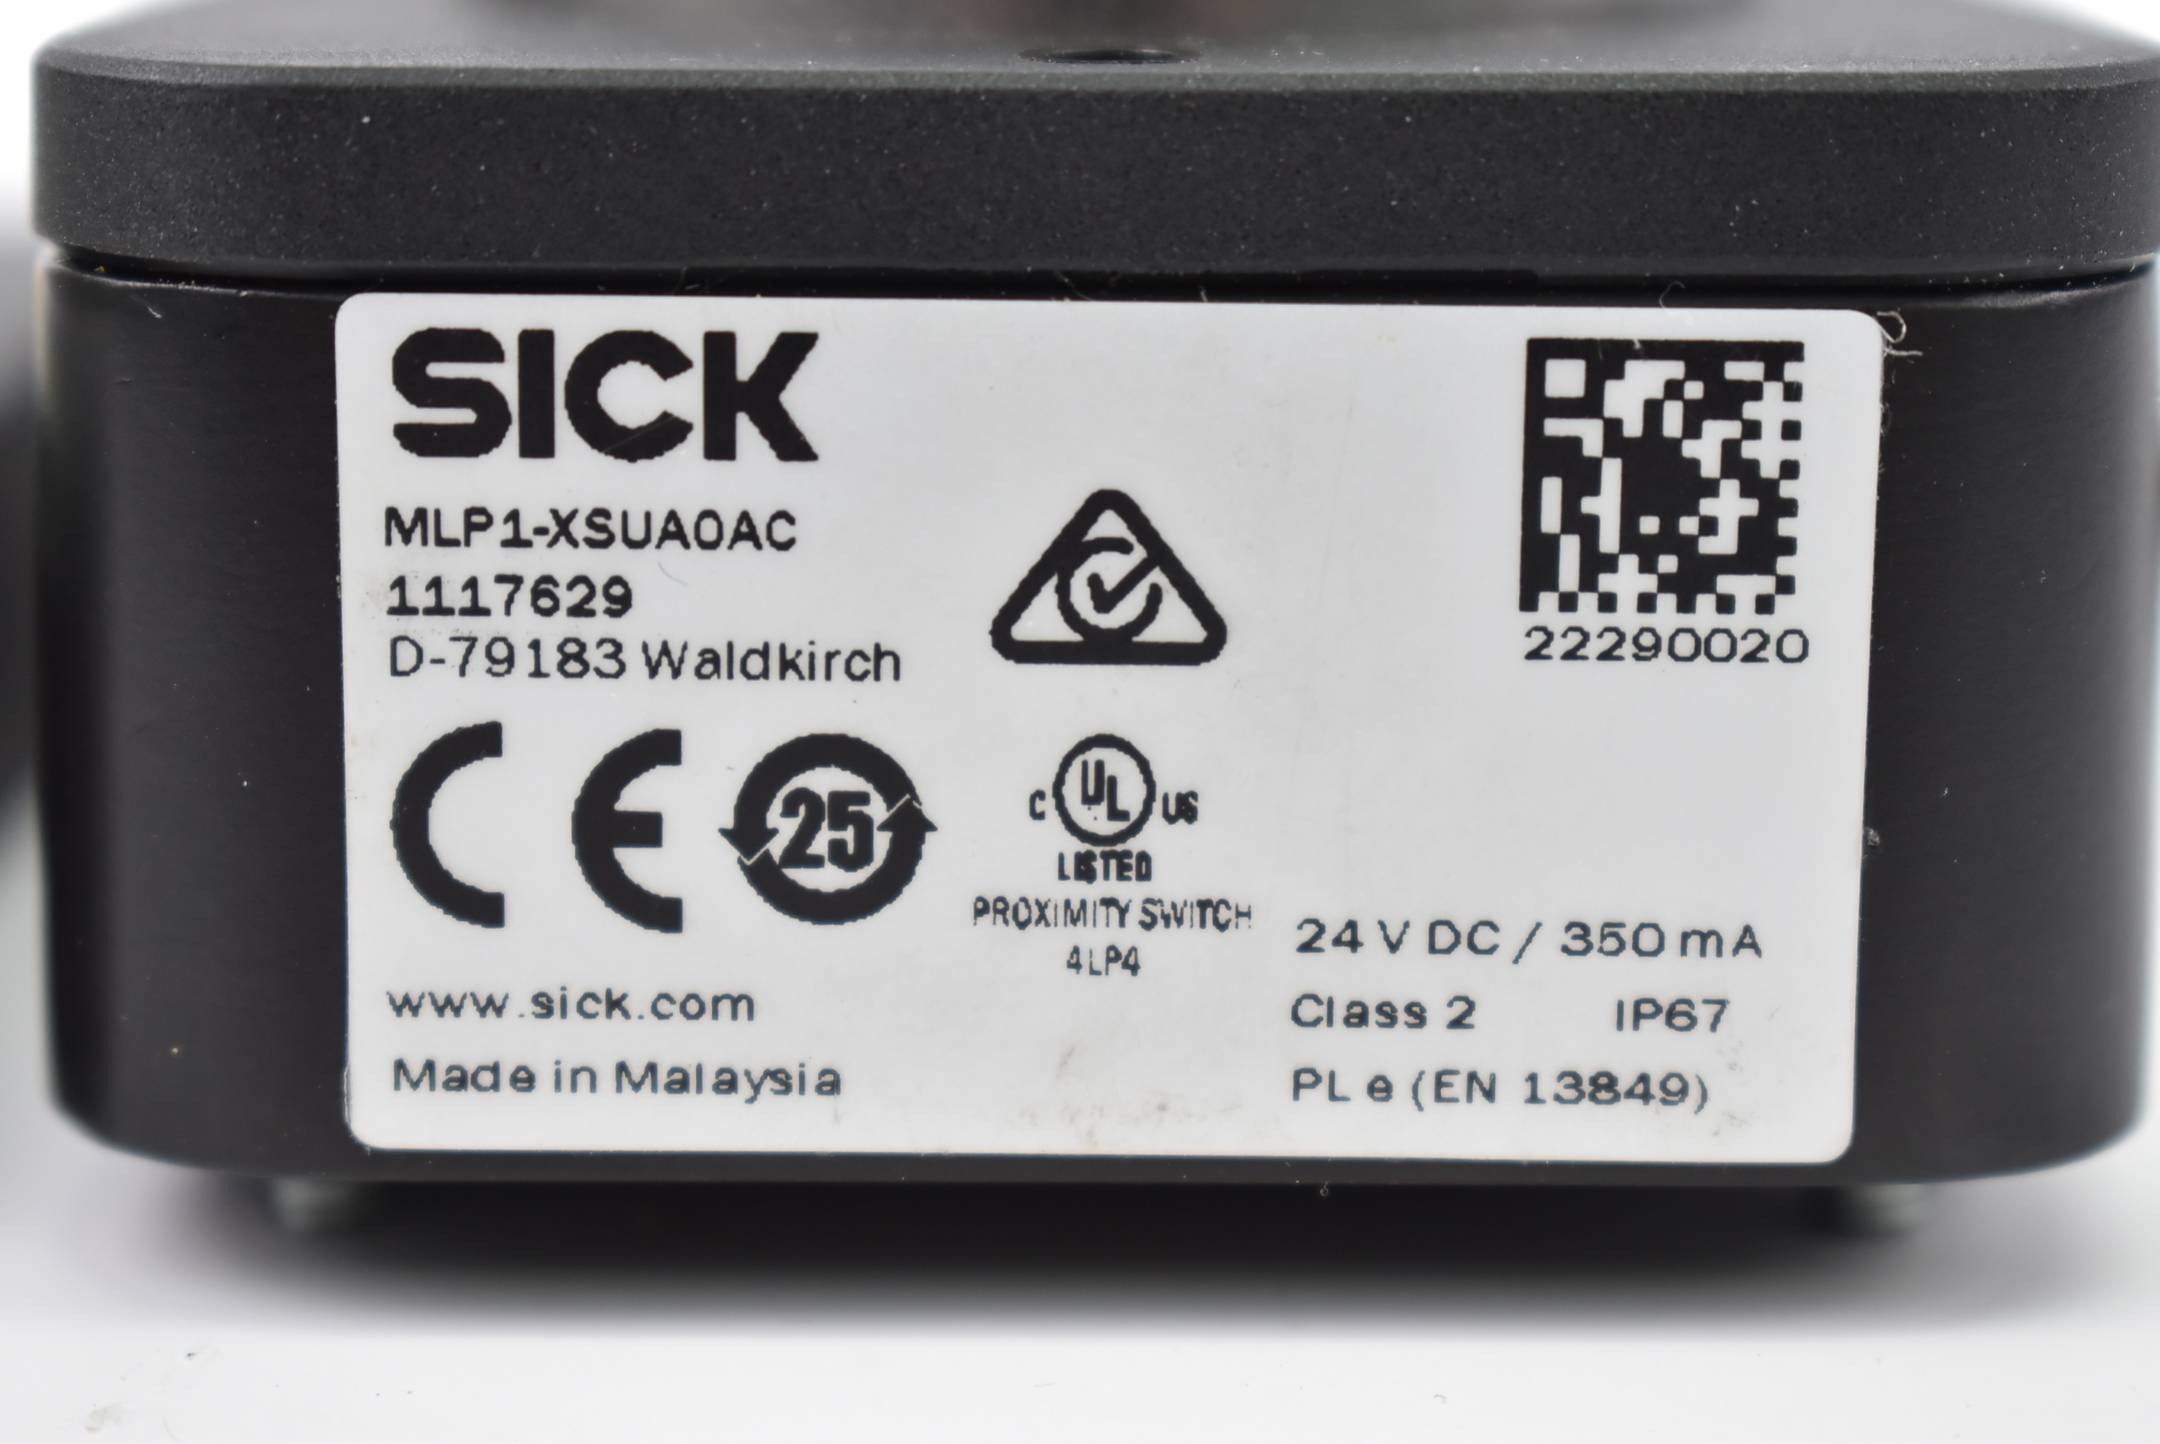 SICK
MLP1-XSUA0AC
1117629
D-79183 Waldkirch
22290020
CE
25
C UL US
LISTED
PROXIMITY SWITCH
4LP4
www.sick.com
Made in Malaysia
24 V DC / 350 mA
Class 2 IP67
PL e (EN 13849)